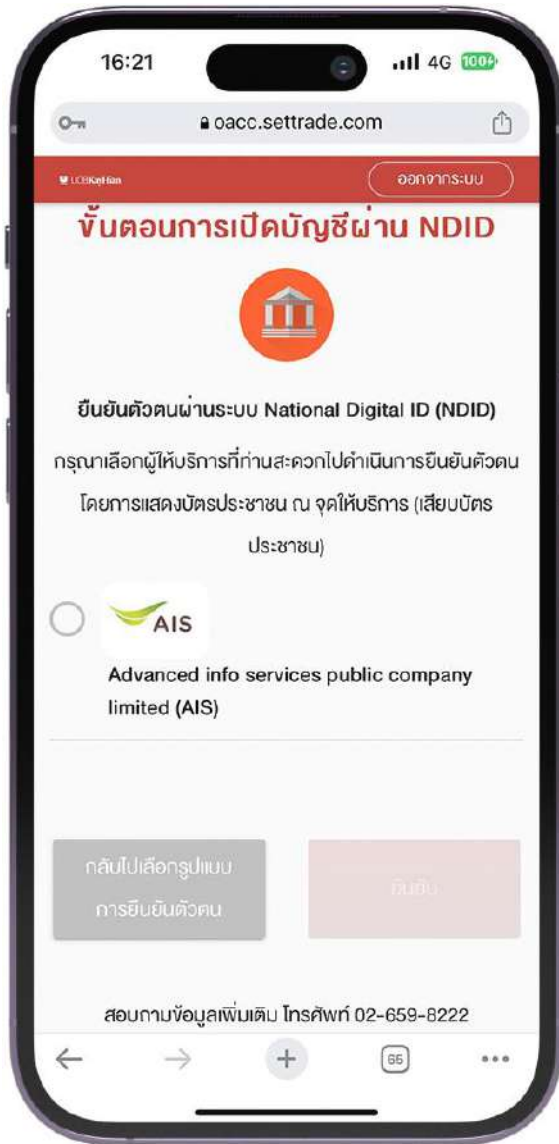 16:21
4G 100
oacc.settrade.com
UOBKayHian
ออกจากระบบ
ขั้นตอนการเปิดบัญชีผ่าน NDID
ยืนยันตัวตนผ่านระบบ National Digital ID (NDID)
กรุณาเลือกผู้ให้บริการที่ท่านสะดวกไปดำเนินการยืนยันตัวตน
โดยการแสดงบัตรประชาชน ณ จุดให้บริการ (เสียบบัตร
ประชาชน)
AIS
Advanced info services public company
limited (AIS)
กลับไปเลือกรูปแบบ
การยืนยันตัวตน
ยืนยัน
สอบถามข้อมูลเพิ่มเติม โทรศัพท์ 02-659-8222
65